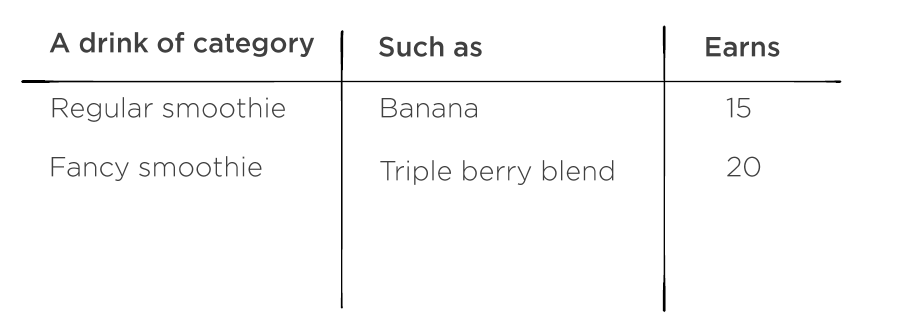 A drink of category Such as Earns
Regular smoothie Banana 15
Fancy smoothie Triple berry blend 20